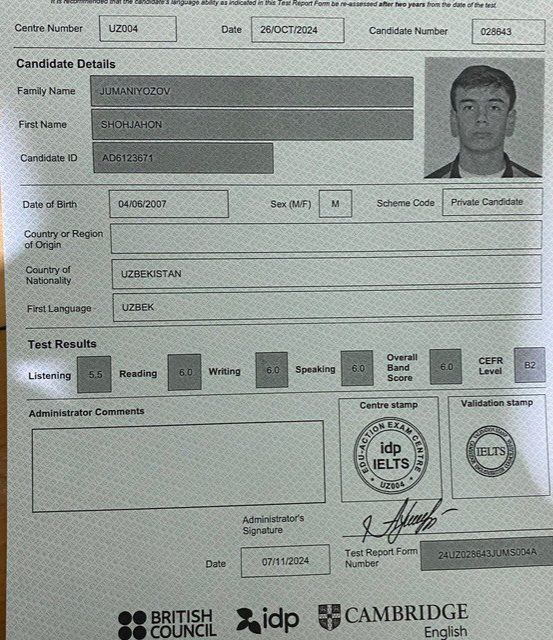 It is recommended that the candidate's language ability as indicated in this Test Report Form be re-assessed after two years from the date of the test.
Centre Number UZ004 Date 26/OCT/2024 Candidate Number 028643
Candidate Details
Family Name JUMANIYOZOV
First Name SHOHJAHON
Candidate ID AD6123671
Date of Birth 04/06/2007 Sex (M/F) M Scheme Code Private Candidate
Country or Region
of Origin
Country of
Nationality UZBEKISTAN
First Language UZBEK
Test Results
Listening 5.5 Reading 6.0 Writing 6.0 Speaking 6.0 Overall
Band
Score 6.0 CEFR
Level B2
Administrator Comments
Centre stamp
EDU-ACTION EXAM CENTRE
idp
IELTS
UZ004
Validation stamp
IELTS
Administrator's
Signature
Date 07/11/2024
Test Report Form
Number 24UZ028643JUMS004A
BRITISH
COUNCIL
idp
CAMBRIDGE
English